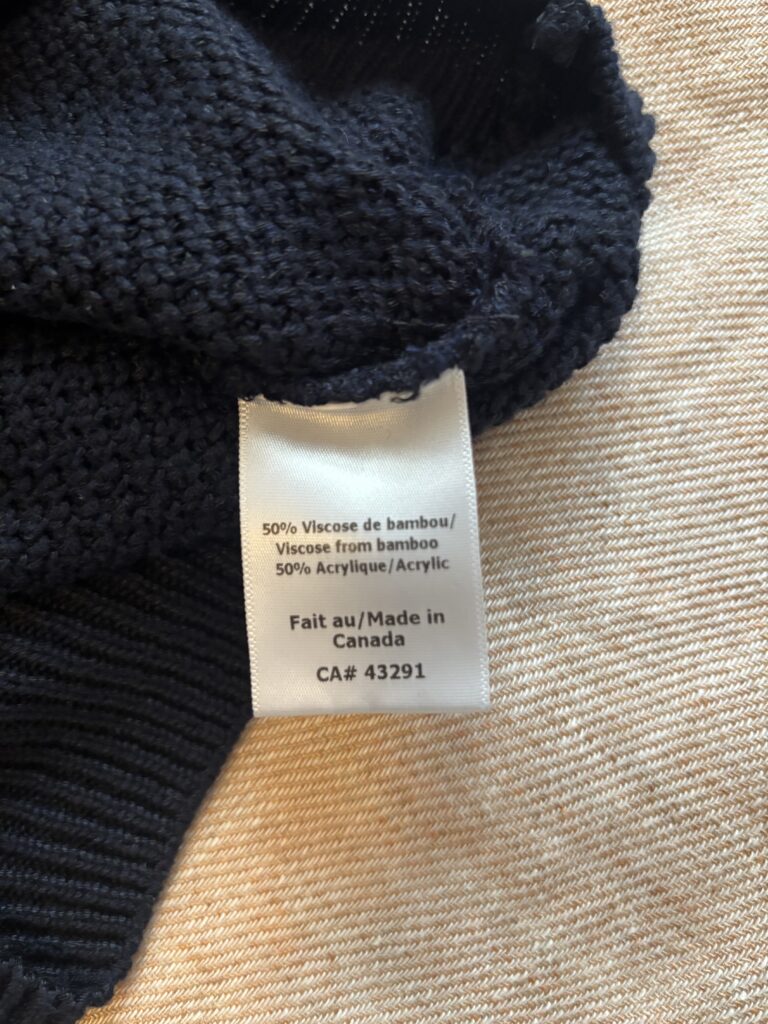 50% Viscose de bambou/
Viscose from bamboo
50% Acrylique/Acrylic
Fait au/Made in
Canada
CA# 43291